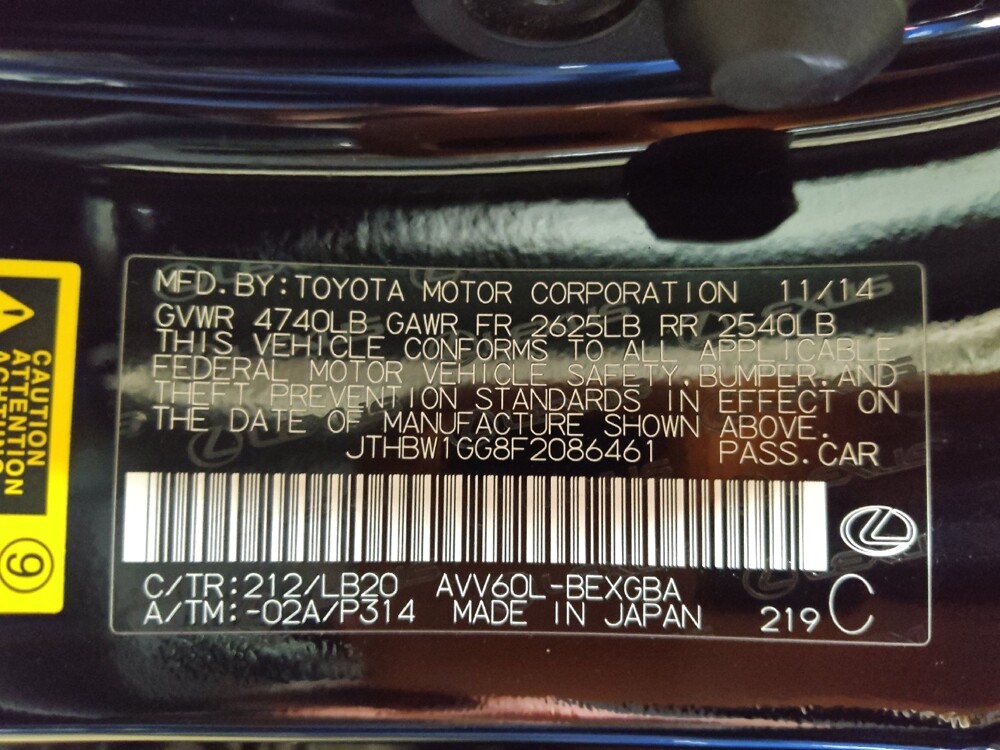 MFD.BY:TOYOTA MOTOR CORPORATION 11/14
GVWR 4740LB GAWR FR 2625LB RR 2540LB
THIS VEHICLE CONFORMS TO ALL APPLICABLE
FEDERAL MOTOR VEHICLE SAFETY,BUMPER,AND
THEFT PREVENTION STANDARDS IN EFFECT ON
THE DATE OF MANUFACTURE SHOWN ABOVE.
JTHBW1GG8F2086461 PASS.CAR
C/TR:212/LB20 AVV60L-BEXGBA
A/TM:-02A/P314 MADE IN JAPAN 219 C
CAUTION
ATTENTION
ACHTUNG
9